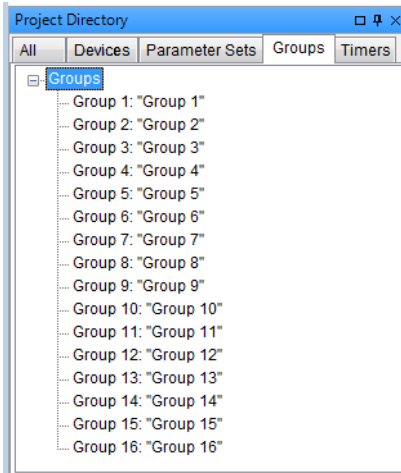 Project Directory
All Devices Parameter Sets Groups Timers
Groups
Group 1: "Group 1"
Group 2: "Group 2"
Group 3: "Group 3"
Group 4: "Group 4"
Group 5: "Group 5"
Group 6: "Group 6"
Group 7: "Group 7"
Group 8: "Group 8"
Group 9: "Group 9"
Group 10: "Group 10"
Group 11: "Group 11"
Group 12: "Group 12"
Group 13: "Group 13"
Group 14: "Group 14"
Group 15: "Group 15"
Group 16: "Group 16"